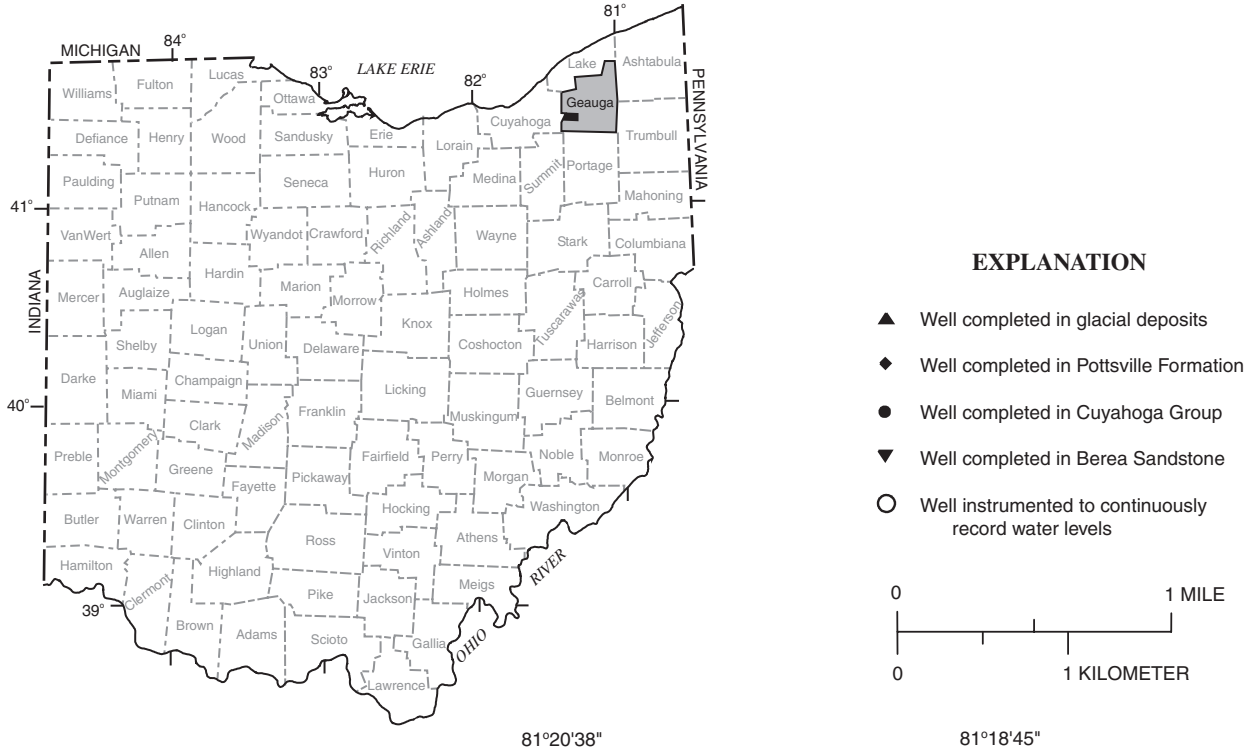 81°
MICHIGAN
84°
LAKE ERIE
83°
82°
Lake
Ashtabula
PENNSYLVANIA
Williams
Fulton
Lucas
Ottawa
Geauga
Cuyahoga
Defiance
Henry
Wood
Sandusky
Erie
Lorain
Trumbull
Huron
Medina
Summit
Portage
Paulding
Seneca
Mahoning
Putnam
Hancock
41°
VanWert
Wyandot
Crawford
Richland
Ashland
Wayne
Stark
Columbiana
Allen
Hardin
INDIANA
Mercer
Auglaize
Marion
Morrow
Holmes
Tuscarawas
Carroll
Jefferson
Logan
Knox
Shelby
Union
Delaware
Coshocton
Harrison
Darke
Champaign
Miami
Licking
Guernsey
Belmont
40°
Clark
Madison
Franklin
Muskingum
Preble
Montgomery
Greene
Fairfield
Perry
Noble
Monroe
Fayette
Pickaway
Morgan
Butler
Warren
Clinton
Hocking
Washington
Ross
Athens
Hamilton
Highland
Vinton
Clermont
Pike
Jackson
Meigs
39°
Brown
Adams
Scioto
Gallia
Lawrence
OHIO
RIVER
EXPLANATION
Well completed in glacial deposits
Well completed in Pottsville Formation
Well completed in Cuyahoga Group
Well completed in Berea Sandstone
Well instrumented to continuously
record water levels
0 1 MILE
0 1 KILOMETER
81°20'38"
81°18'45"